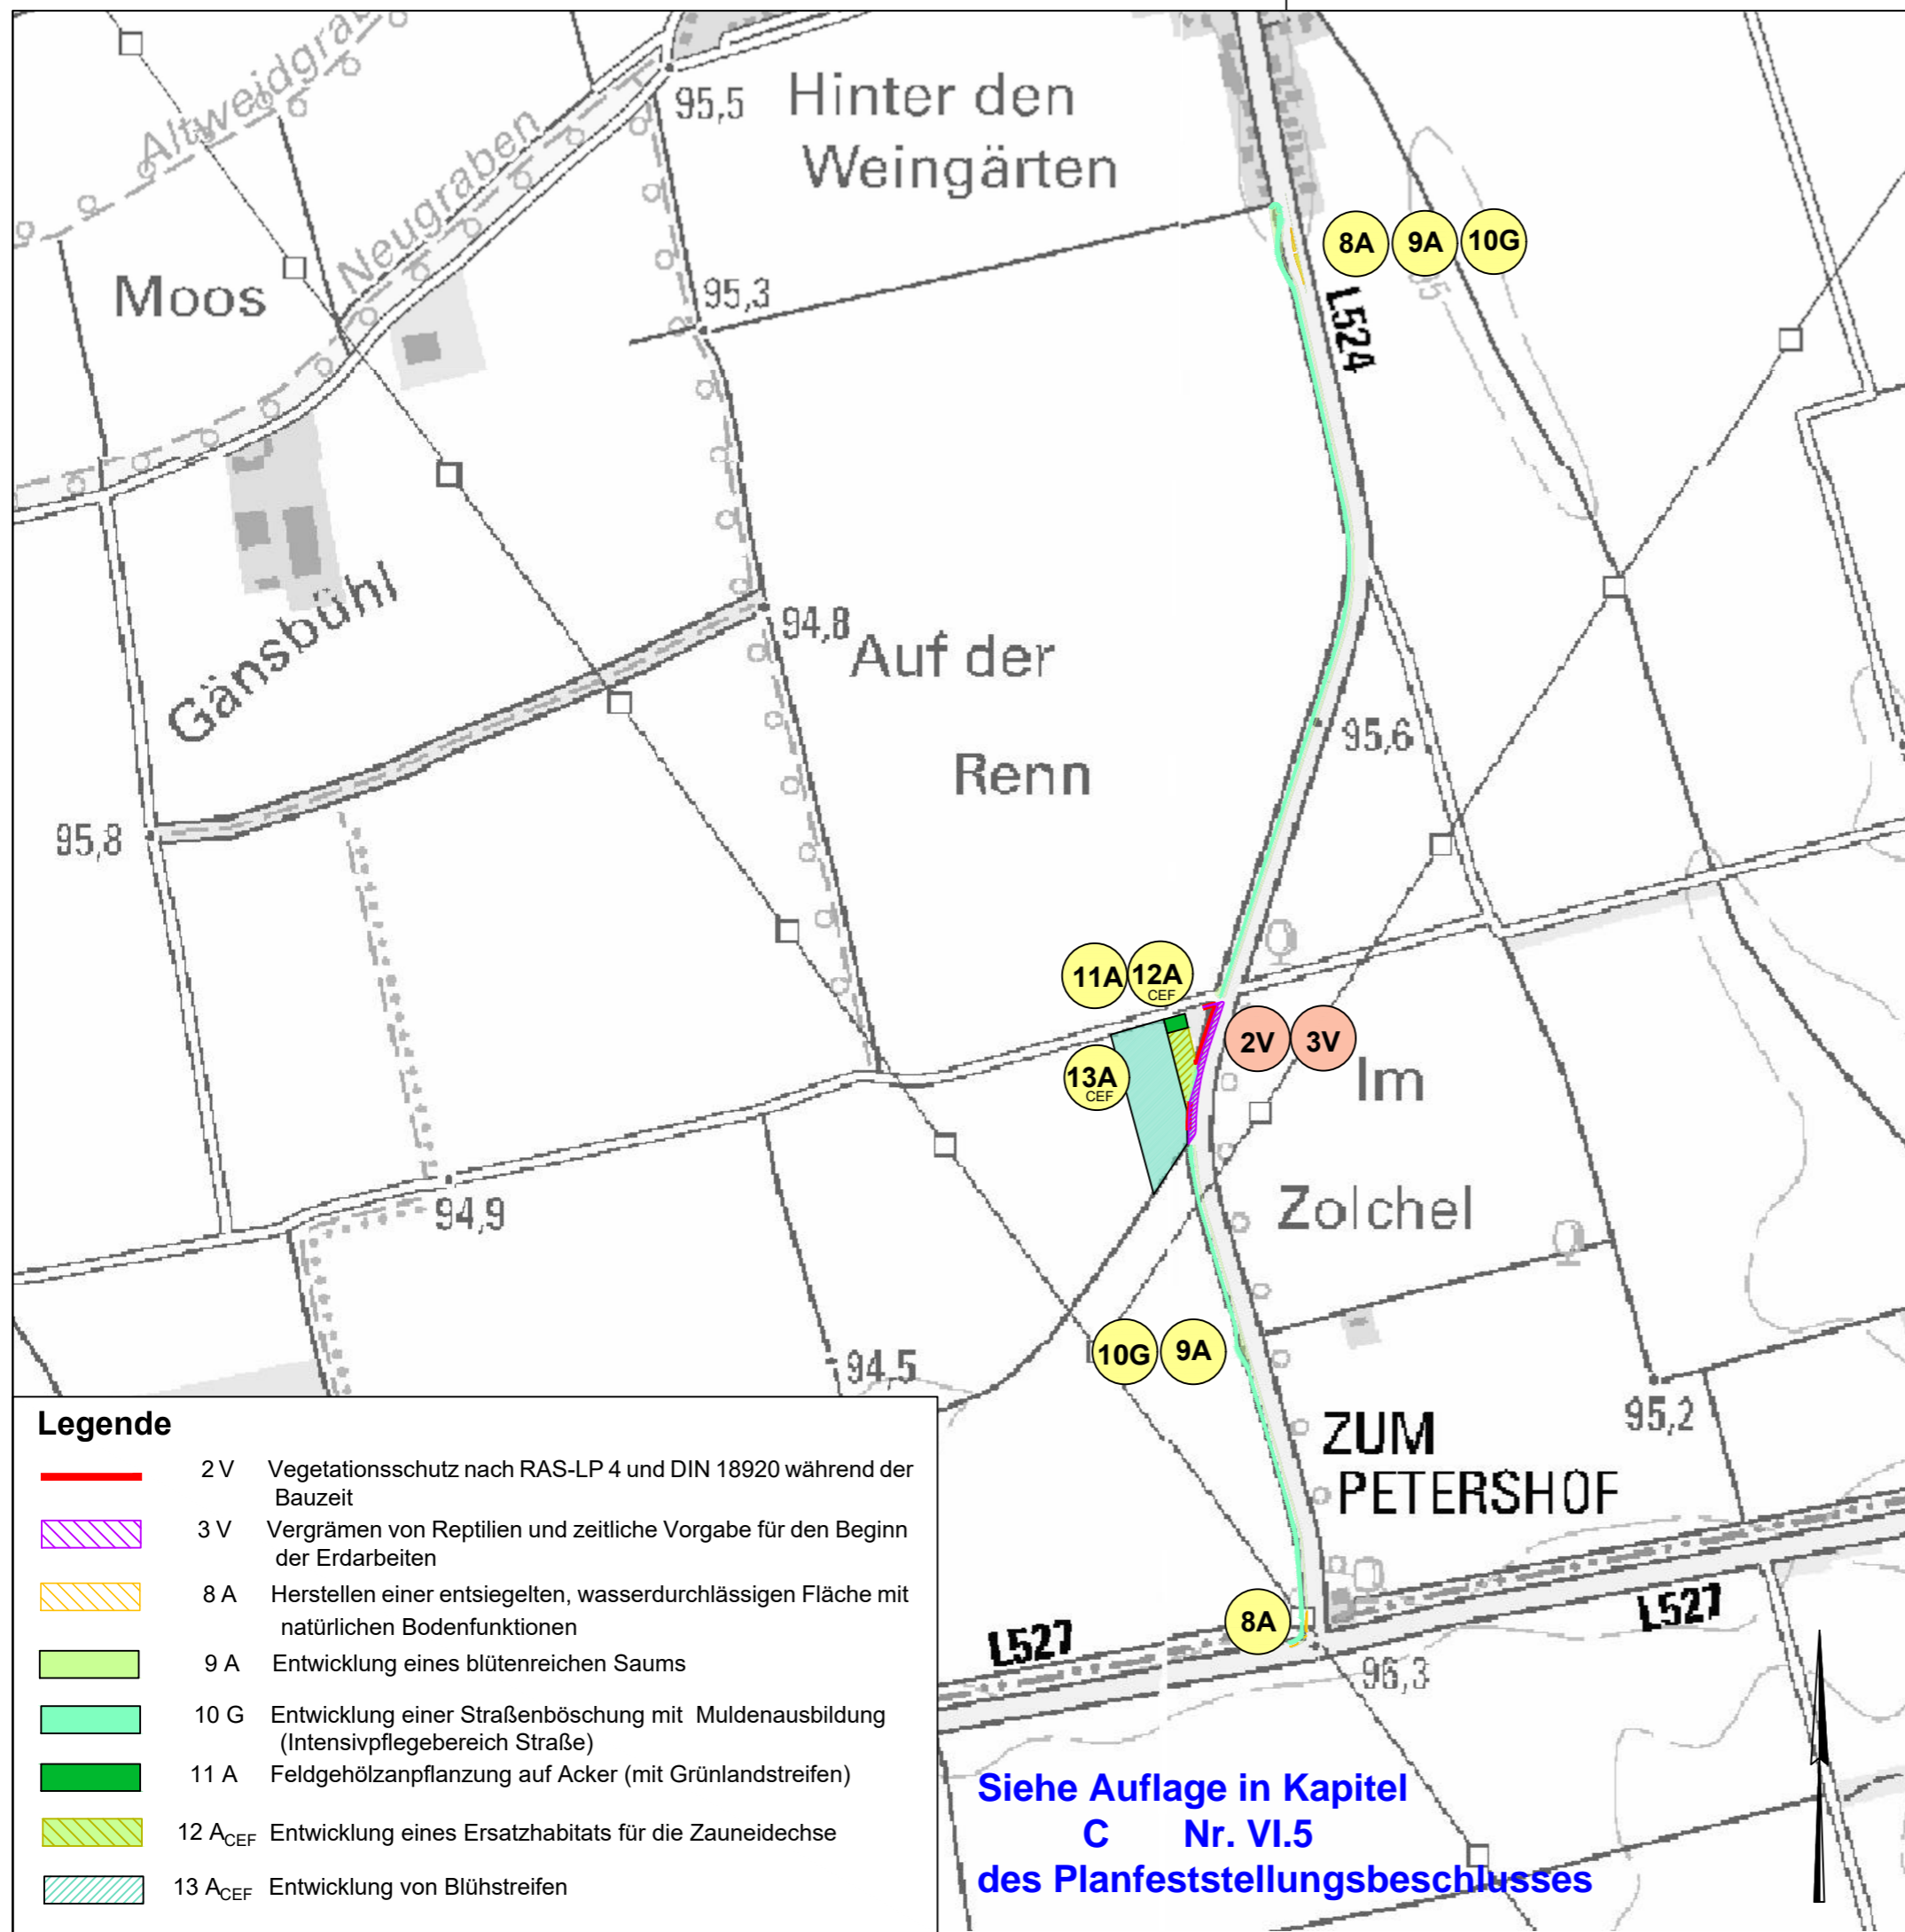 Altweidgra
Neugraben
95,5
Hinter den
Weingärten
8A
9A
10G
95
Moos
95,3
L524
Gänsbühl
94,8
Auf der
Renn
95,6
95,8
11A
12A
CEF
2V
3V
13A
CEF
Im
Zolchel
94,9
10G
9A
94,5
95,2
ZUM
PETERSHOF
8A
L527
L527
96,3
Legende
2 V Vegetationsschutz nach RAS-LP 4 und DIN 18920 während der
Bauzeit
3 V Vergrämen von Reptilien und zeitliche Vorgabe für den Beginn
der Erdarbeiten
8 A Herstellen einer entsiegelten, wasserdurchlässigen Fläche mit
natürlichen Bodenfunktionen
9 A Entwicklung eines blütenreichen Saums
10 G Entwicklung einer Straßenböschung mit Muldenausbildung
(Intensivpflegebereich Straße)
11 A Feldgehölzanpflanzung auf Acker (mit Grünlandstreifen)
12 ACEF Entwicklung eines Ersatzhabitats für die Zauneidechse
13 ACEF Entwicklung von Blühstreifen
Siehe Auflage in Kapitel
C Nr. VI.5
des Planfeststellungsbeschlusses